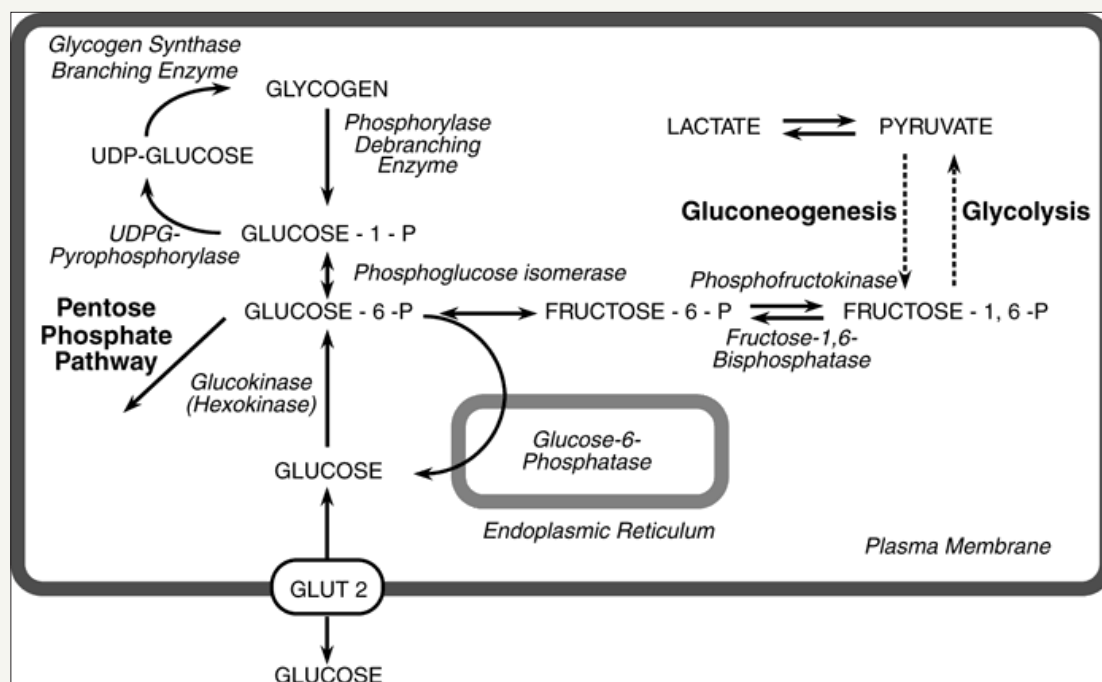 Glycogen Synthase
Branching Enzyme
GLYCOGEN
Phosphorylase
Debranching
Enzyme
UDP-GLUCOSE
UDPG-
Pyrophosphorylase
GLUCOSE - 1 - P
Phosphoglucose isomerase
LACTATE
PYRUVATE
Gluconeogenesis
Glycolysis
Pentose
Phosphate
Pathway
GLUCOSE - 6 -P
FRUCTOSE - 6 - P
Phosphofructokinase
FRUCTOSE - 1, 6 -P
Fructose-1,6-
Bisphosphatase
Glucokinase
(Hexokinase)
Glucose-6-
Phosphatase
GLUCOSE
Endoplasmic Reticulum
Plasma Membrane
GLUT 2
GLUCOSE